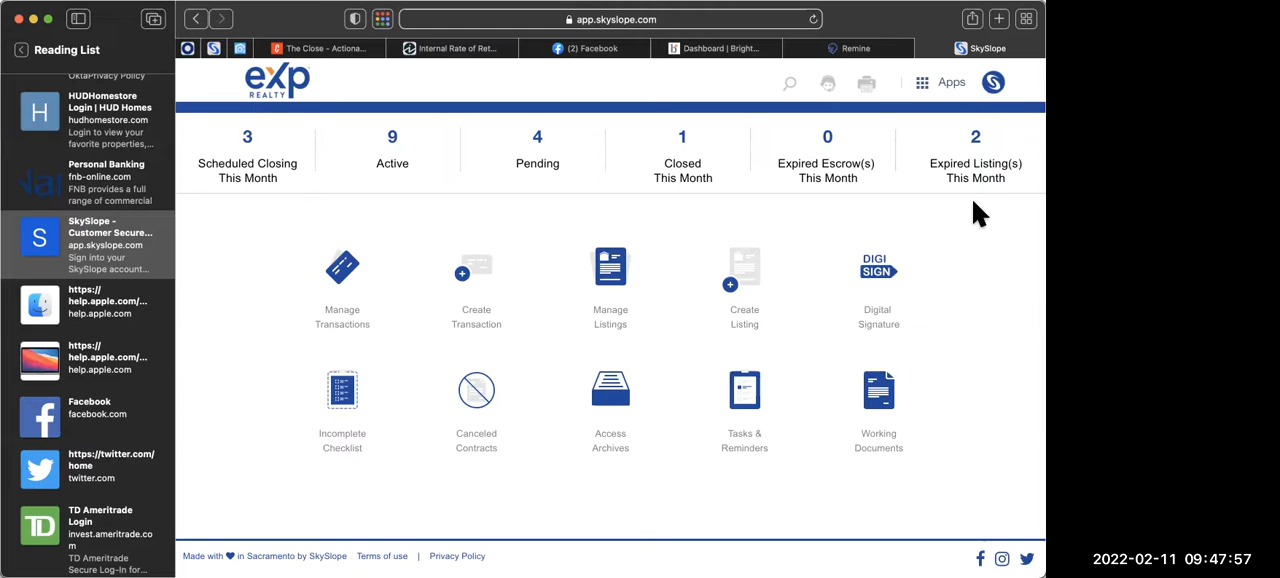 app.skyslope.com
Reading List
The Close - Actiona...
Internal Rate of Ret...
(2) Facebook
Dashboard | Bright...
Remine
SkySlope
OktaPrivacy Policy
HUDHomestore
Login | HUD Homes
hudhomestore.com
Login to view your
favorite properties,...
Personal Banking
fnb-online.com
FNB provides a full
range of commercial
SkySlope -
Customer Secure...
app.skyslope.com
Sign into your
SkySlope account...
https://
help.apple.com/...
help.apple.com
https://
help.apple.com/...
help.apple.com
Facebook
facebook.com
https://twitter.com/
home
twitter.com
TD Ameritrade
Login
invest.ameritrade.co
m
TD Ameritrade
Secure Log-In for...
H
S
TD
exp
REALTY
Apps
3
Scheduled Closing
This Month
9
Active
4
Pending
1
Closed
This Month
0
Expired Escrow(s)
This Month
2
Expired Listing(s)
This Month
Manage
Transactions
Create
Transaction
Manage
Listings
Create
Listing
DIGI
SIGN
Digital
Signature
Incomplete
Checklist
Canceled
Contracts
Access
Archives
Tasks &
Reminders
Working
Documents
Made with ♥ in Sacramento by SkySlope Terms of use | Privacy Policy
2022-02-11 09:47:57